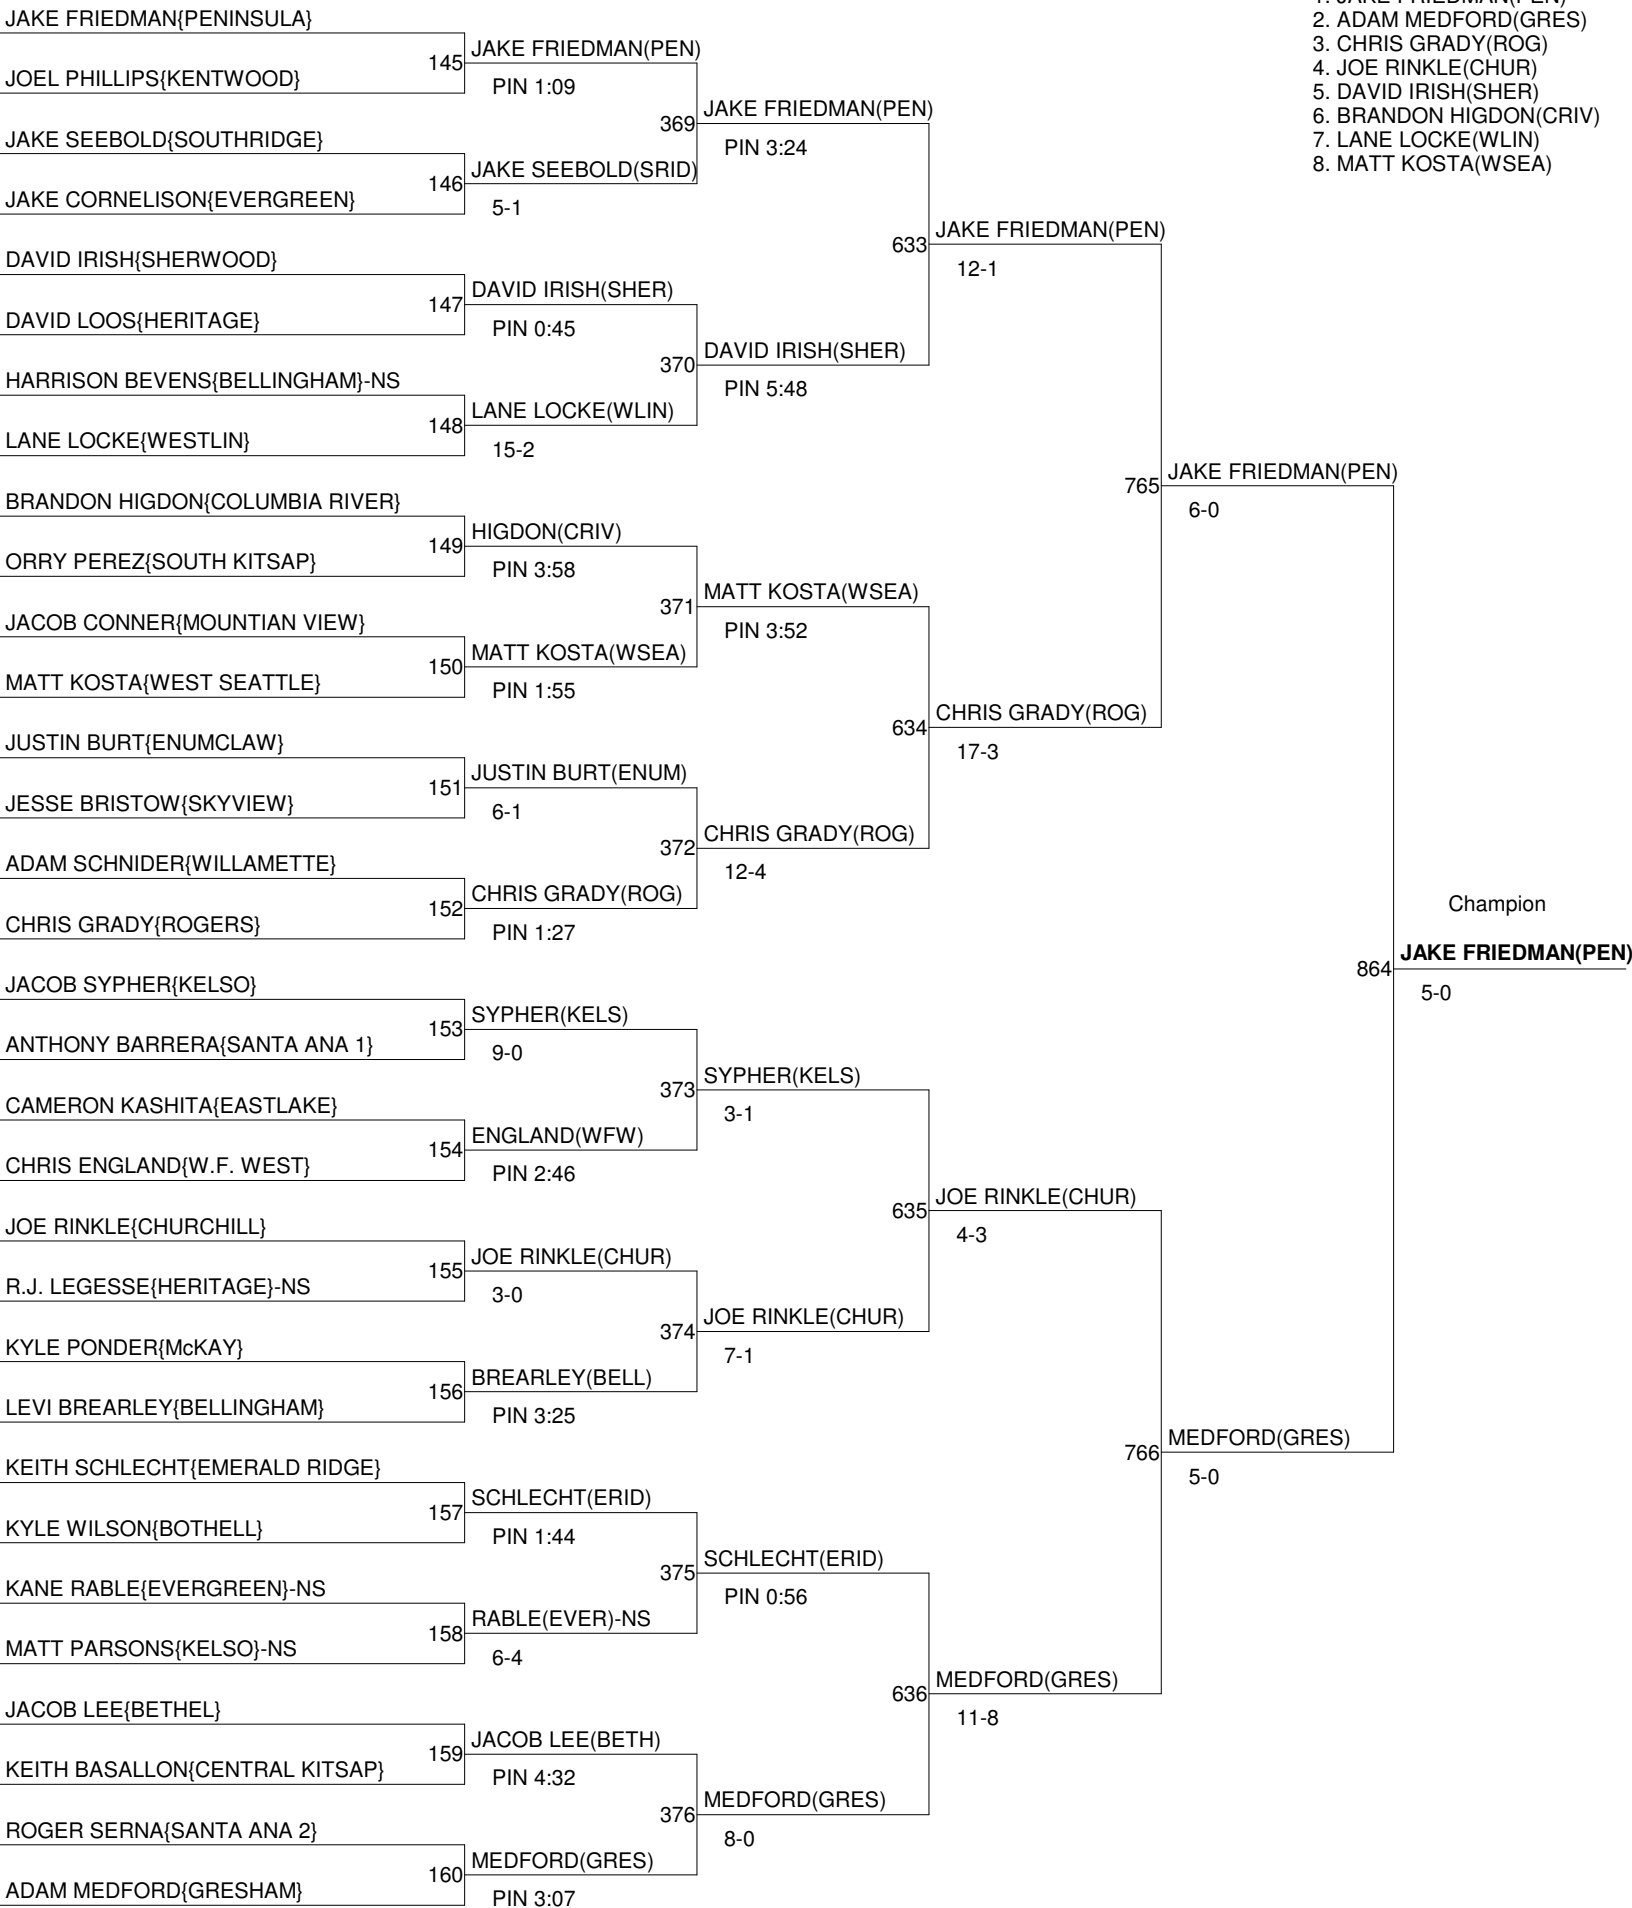 JAKE FRIEDMAN{PENINSULA}
JOEL PHILLIPS{KENTWOOD}
JAKE SEEBOLD{SOUTHRIDGE}
JAKE CORNELISON{EVERGREEN}
DAVID IRISH{SHERWOOD}
DAVID LOOS{HERITAGE}
HARRISON BEVENS{BELLINGHAM}-NS
LANE LOCKE{WESTLIN}
BRANDON HIGDON{COLUMBIA RIVER}
ORRY PEREZ{SOUTH KITSAP}
JACOB CONNER{MOUNTIAN VIEW}
MATT KOSTA{WEST SEATTLE}
JUSTIN BURT{ENUMCLAW}
JESSE BRISTOW{SKYVIEW}
ADAM SCHNIDER{WILLAMETTE}
CHRIS GRADY{ROGERS}
JACOB SYPHER{KELSO}
ANTHONY BARRERA{SANTA ANA 1}
CAMERON KASHITA{EASTLAKE}
CHRIS ENGLAND{W.F. WEST}
JOE RINKLE{CHURCHILL}
R.J. LEGESSE{HERITAGE}-NS
KYLE PONDER{McKAY}
LEVI BREARLEY{BELLINGHAM}
KEITH SCHLECHT{EMERALD RIDGE}
KYLE WILSON{BOTHELL}
KANE RABLE{EVERGREEN}-NS
MATT PARSONS{KELSO}-NS
JACOB LEE{BETHEL}
KEITH BASALLON{CENTRAL KITSAP}
ROGER SERNA{SANTA ANA 2}
ADAM MEDFORD{GRESHAM}
145 JAKE FRIEDMAN(PEN)
PIN 1:09
146 JAKE SEEBOLD(SRID)
5-1
147 DAVID IRISH(SHER)
PIN 0:45
148 LANE LOCKE(WLIN)
15-2
149 HIGDON(CRIV)
PIN 3:58
150 MATT KOSTA(WSEA)
PIN 1:55
151 JUSTIN BURT(ENUM)
6-1
152 CHRIS GRADY(ROG)
PIN 1:27
153 SYPHER(KELS)
9-0
154 ENGLAND(WFW)
PIN 2:46
155 JOE RINKLE(CHUR)
3-0
156 BREARLEY(BELL)
PIN 3:25
157 SCHLECHT(ERID)
PIN 1:44
158 RABLE(EVER)-NS
6-4
159 JACOB LEE(BETH)
PIN 4:32
160 MEDFORD(GRES)
PIN 3:07
369 JAKE FRIEDMAN(PEN)
PIN 3:24
370 DAVID IRISH(SHER)
PIN 5:48
371 MATT KOSTA(WSEA)
PIN 3:52
372 CHRIS GRADY(ROG)
12-4
373 SYPHER(KELS)
3-1
374 JOE RINKLE(CHUR)
7-1
375 SCHLECHT(ERID)
PIN 0:56
376 MEDFORD(GRES)
8-0
633 JAKE FRIEDMAN(PEN)
12-1
634 CHRIS GRADY(ROG)
17-3
635 JOE RINKLE(CHUR)
4-3
636 MEDFORD(GRES)
11-8
765 JAKE FRIEDMAN(PEN)
6-0
766 MEDFORD(GRES)
5-0
Champion
864 JAKE FRIEDMAN(PEN)
5-0
1. JAKE FRIEDMAN(PEN)
2. ADAM MEDFORD(GRES)
3. CHRIS GRADY(ROG)
4. JOE RINKLE(CHUR)
5. DAVID IRISH(SHER)
6. BRANDON HIGDON(CRIV)
7. LANE LOCKE(WLIN)
8. MATT KOSTA(WSEA)